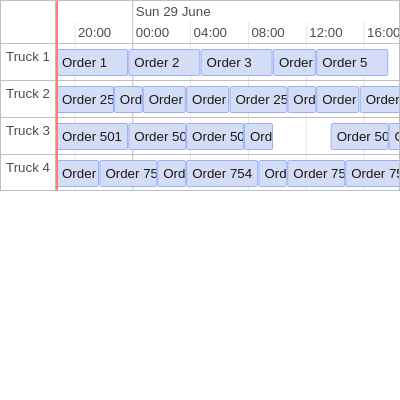 Sun 29 June
20:00 00:00 04:00 08:00 12:00 16:00
Truck 1 Order 1 Order 2 Order 3 Order Order 5
Truck 2 Order 25 Ord Order Order Order 25 Ord Order Order
Truck 3 Order 501 Order 50 Order 50 Ord Order 50
Truck 4 Order Order 75 Ord Order 754 Ord Order 75 Order 75